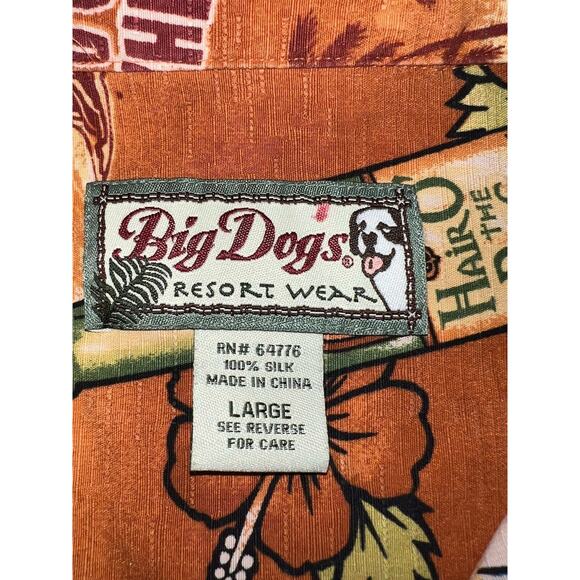 Big Dogs®
RESORT WEAR
HAIR O
THE
RN# 64776
100% SILK
MADE IN CHINA
LARGE
SEE REVERSE
FOR CARE